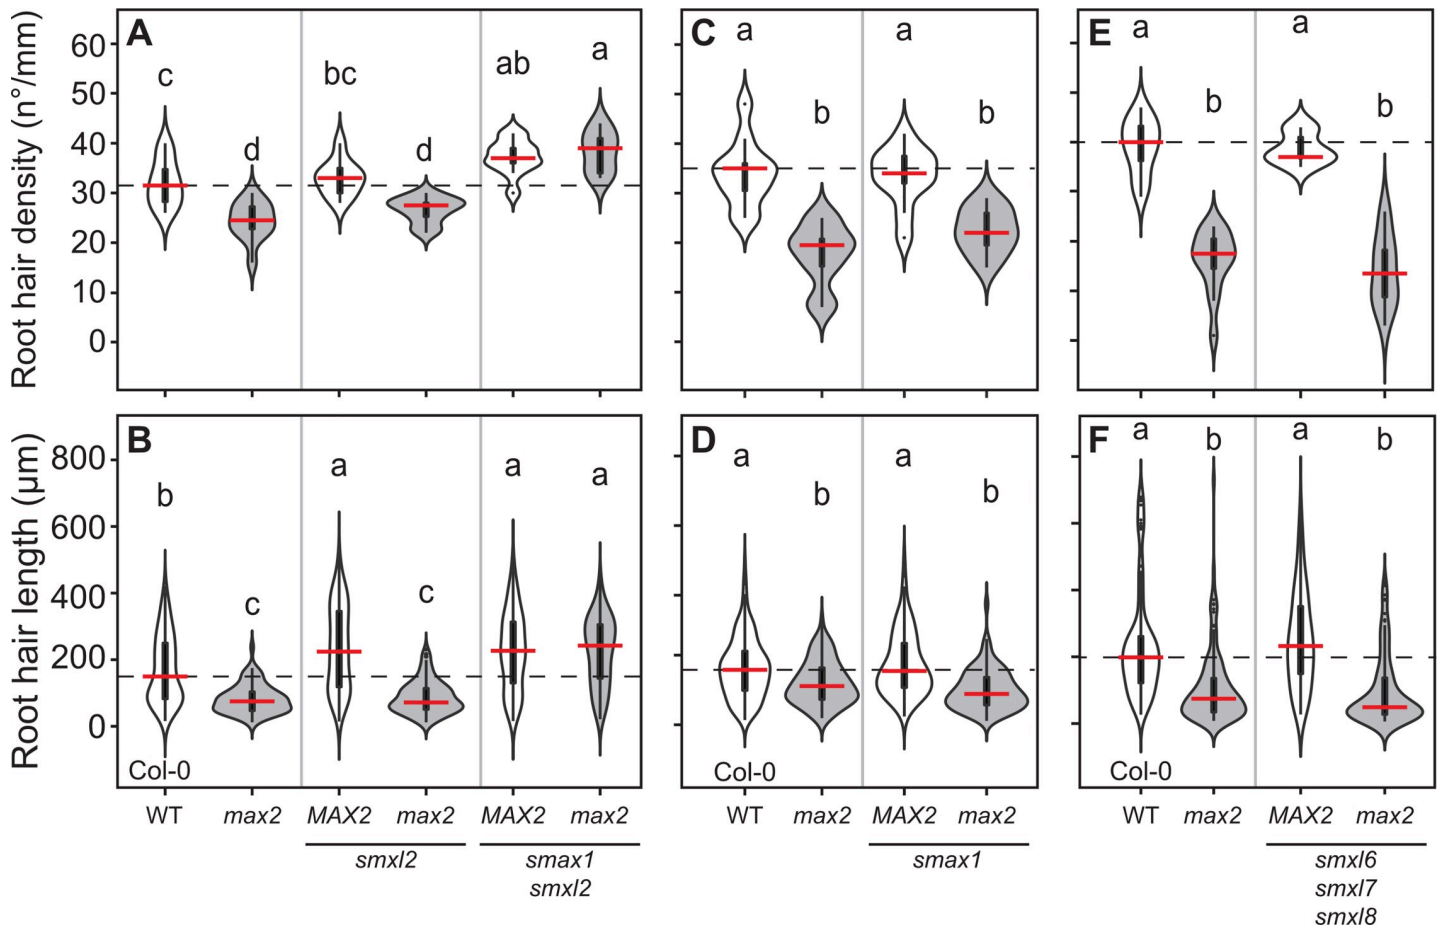 A
C
E
Root hair density (n°/mm)
60
50
40
30
20
10
0
c
d
bc
d
ab
a
a
b
a
b
a
b
a
b
B
D
F
Root hair length (µm)
800
600
400
200
0
b
c
a
c
a
a
a
b
a
b
a
b
a
b
Col-0
Col-0
Col-0
WT max2 MAX2 max2 MAX2 max2 WT max2 MAX2 max2 WT max2 MAX2 max2
smxl2 smax1 smax1 smxl6
smxl2 smxl7
smxl8